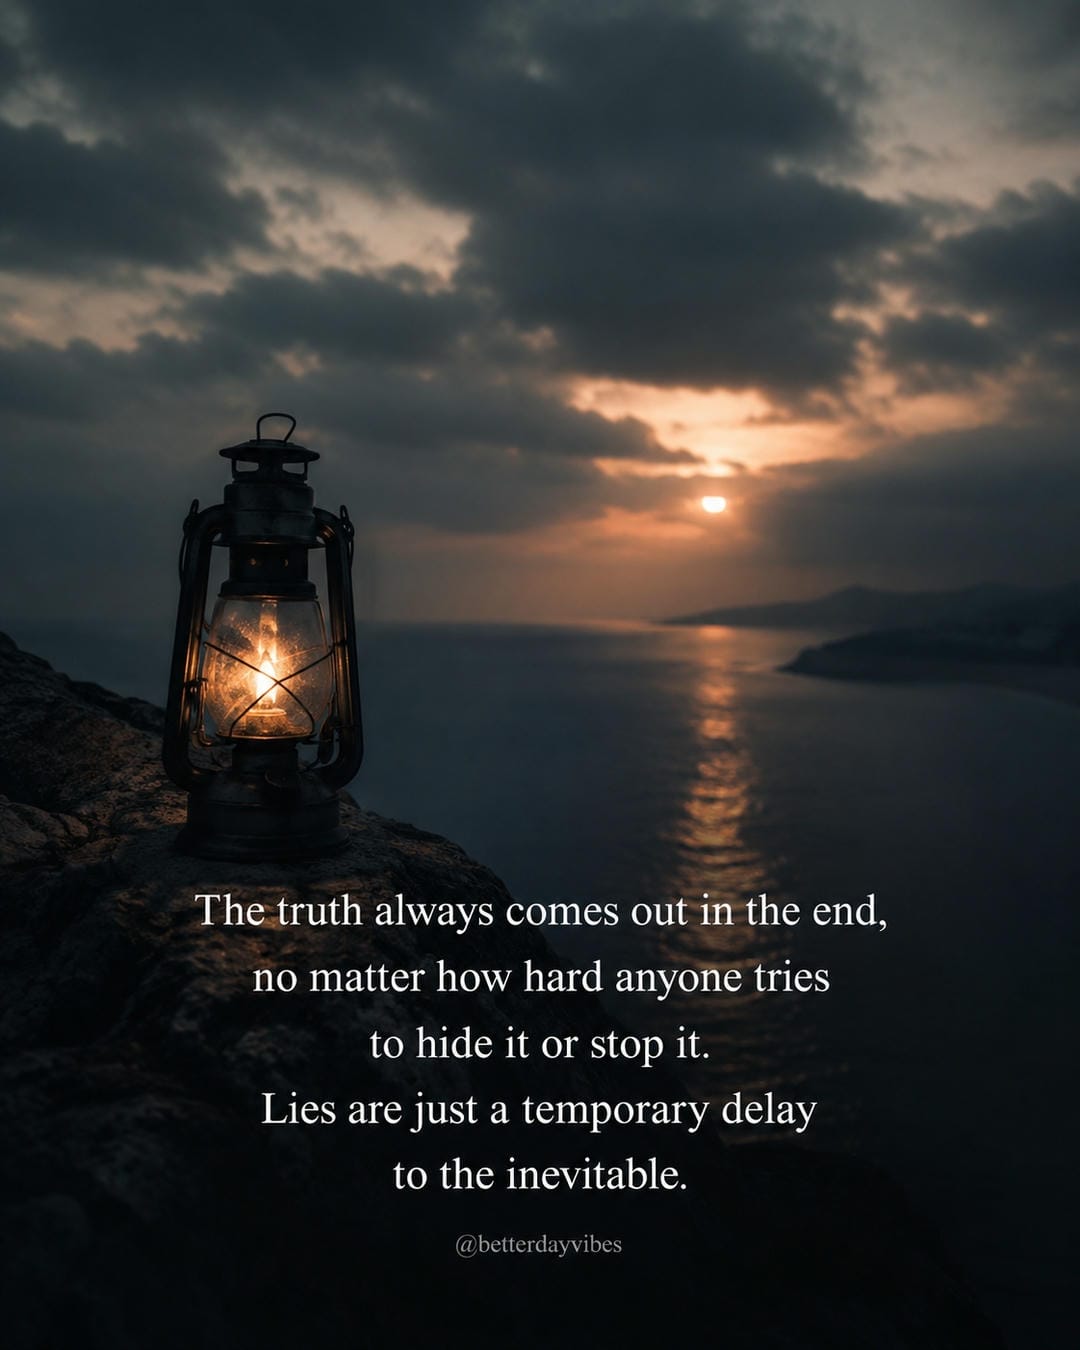 The truth always comes out in the end,
no matter how hard anyone tries
to hide it or stop it.
Lies are just a temporary delay
to the inevitable.
@betterdayvibes